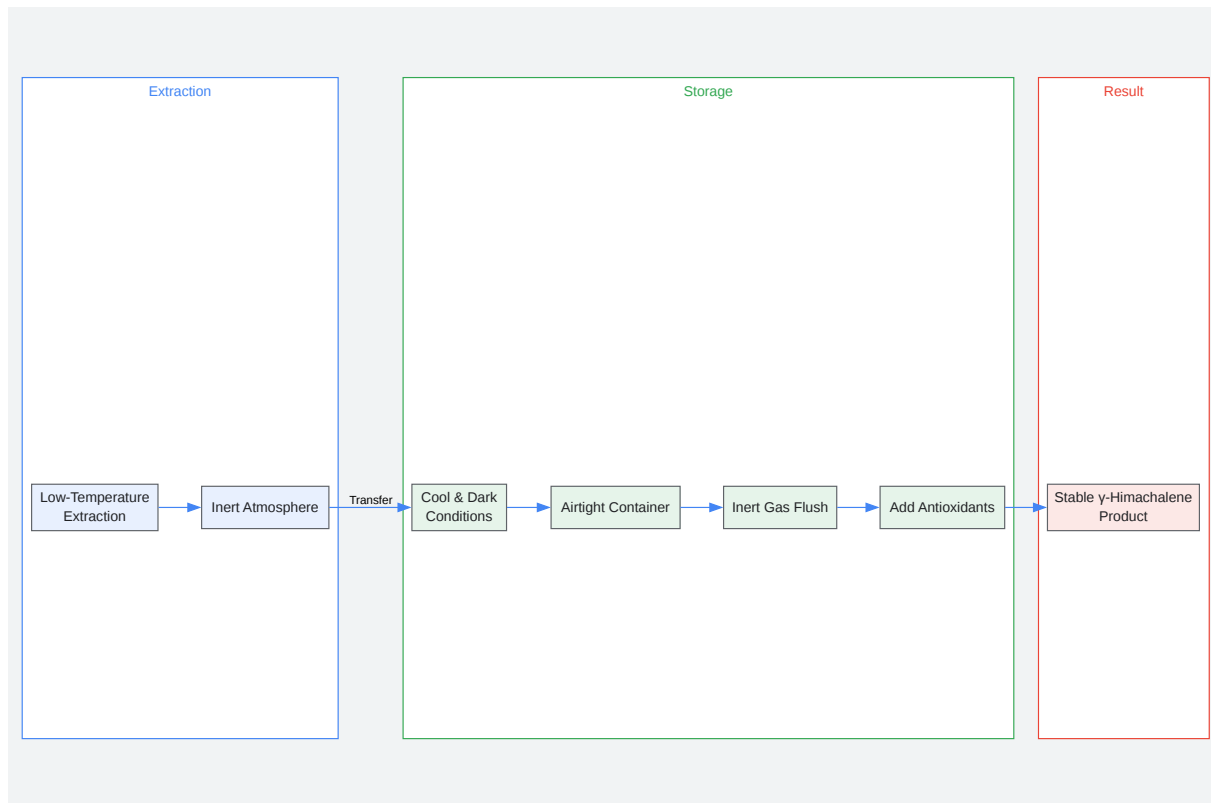 Extraction
Storage
Result
Low-Temperature
Extraction
Inert Atmosphere
Transfer
Cool & Dark
Conditions
Airtight Container
Inert Gas Flush
Add Antioxidants
Stable γ-Himachalene
Product